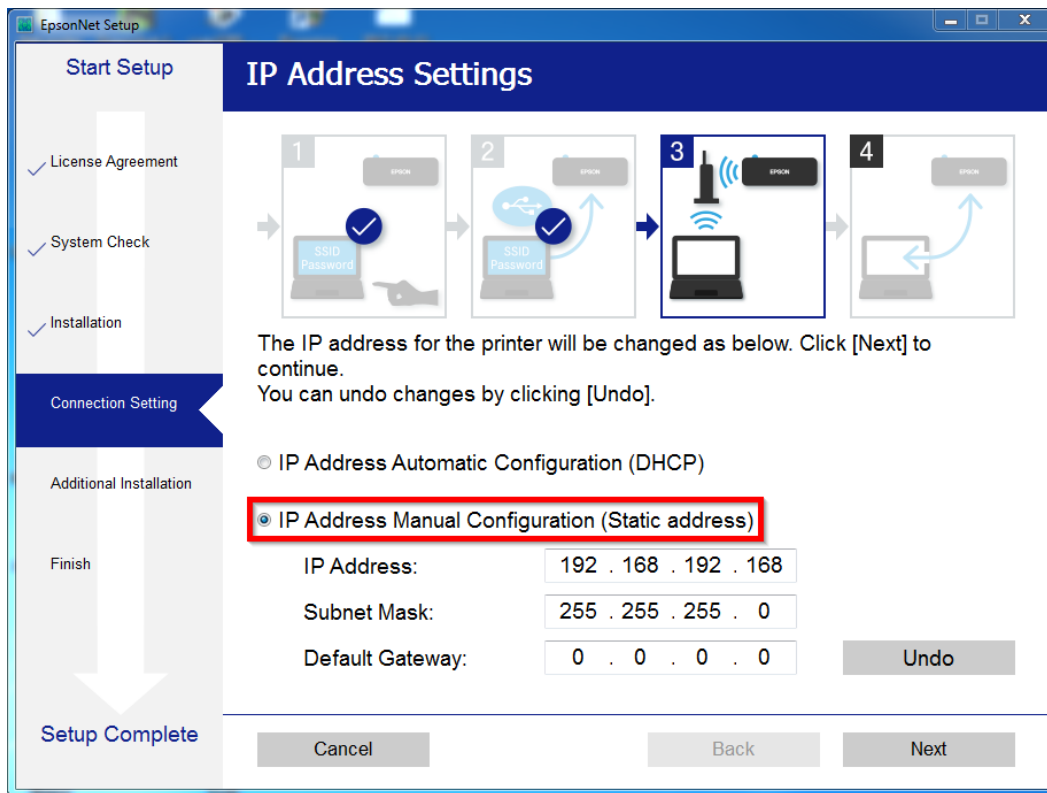 EpsonNet Setup
Start Setup
License Agreement
System Check
Installation
Connection Setting
Additional Installation
Finish
Setup Complete
IP Address Settings
1
EPSON
SSID
Password
2
EPSON
SSID
Password
3
EPSON
4
EPSON
The IP address for the printer will be changed as below. Click [Next] to
continue.
You can undo changes by clicking [Undo].
IP Address Automatic Configuration (DHCP)
IP Address Manual Configuration (Static address)
IP Address: 192 . 168 . 192 . 168
Subnet Mask: 255 . 255 . 255 . 0
Default Gateway: 0 . 0 . 0 . 0 Undo
Cancel Back Next